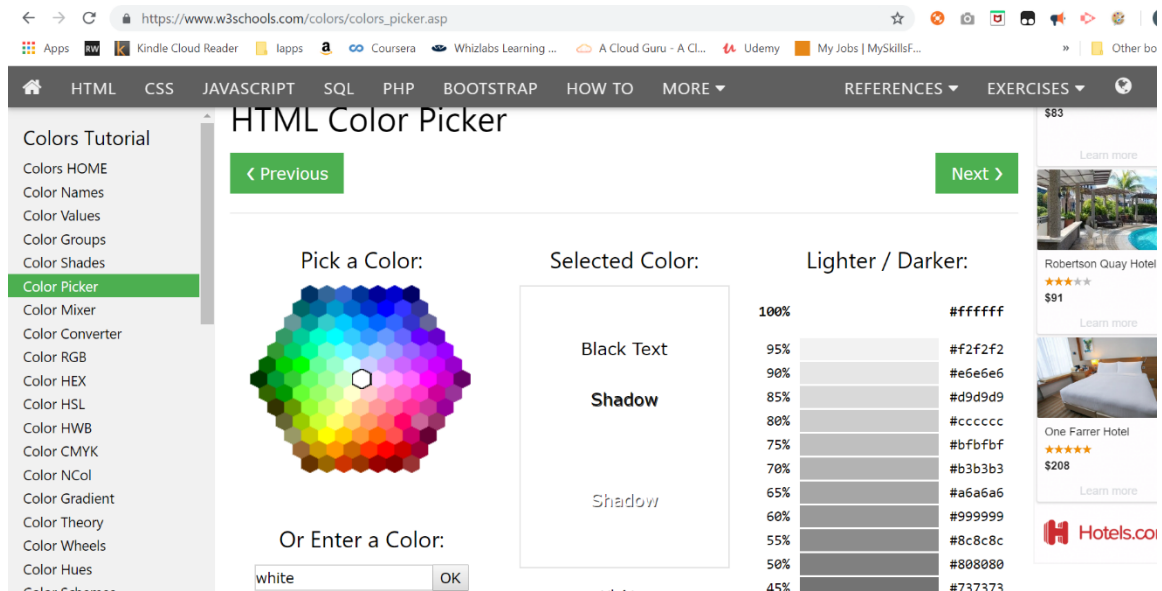 https://www.w3schools.com/colors/colors_picker.asp
Apps RW Kindle Cloud Reader lapps a Coursera Whizlabs Learning ... A Cloud Guru - A Cl... Udemy My Jobs | MySkillsF... » Other bo
HTML CSS JAVASCRIPT SQL PHP BOOTSTRAP HOW TO MORE REFERENCES EXERCISES
Colors Tutorial
Colors HOME
Color Names
Color Values
Color Groups
Color Shades
Color Picker
Color Mixer
Color Converter
Color RGB
Color HEX
Color HSL
Color HWB
Color CMYK
Color NCol
Color Gradient
Color Theory
Color Wheels
Color Hues
Color Schemes
HTML Color Picker
❮ Previous
Next ❯
Pick a Color:
Or Enter a Color:
white OK
Selected Color:
Black Text
Shadow
Shadow
Lighter / Darker:
100% #ffffff
95% #f2f2f2
90% #e6e6e6
85% #d9d9d9
80% #cccccc
75% #bfbfbf
70% #b3b3b3
65% #a6a6a6
60% #999999
55% #8c8c8c
50% #808080
45% #737373
$83
Learn more
Robertson Quay Hotel
★★★★★
$91
Learn more
One Farrer Hotel
★★★★★
$208
Learn more
H Hotels.co